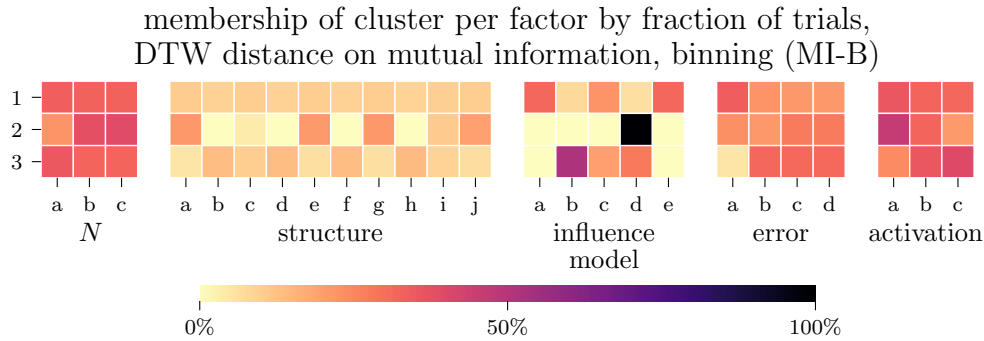 membership of cluster per factor by fraction of trials,
DTW distance on mutual information, binning (MI-B)
1
2
3
a b c a b c d e f g h i j a b c d e a b c d a b c
N structure influence error activation
model
0% 50% 100%